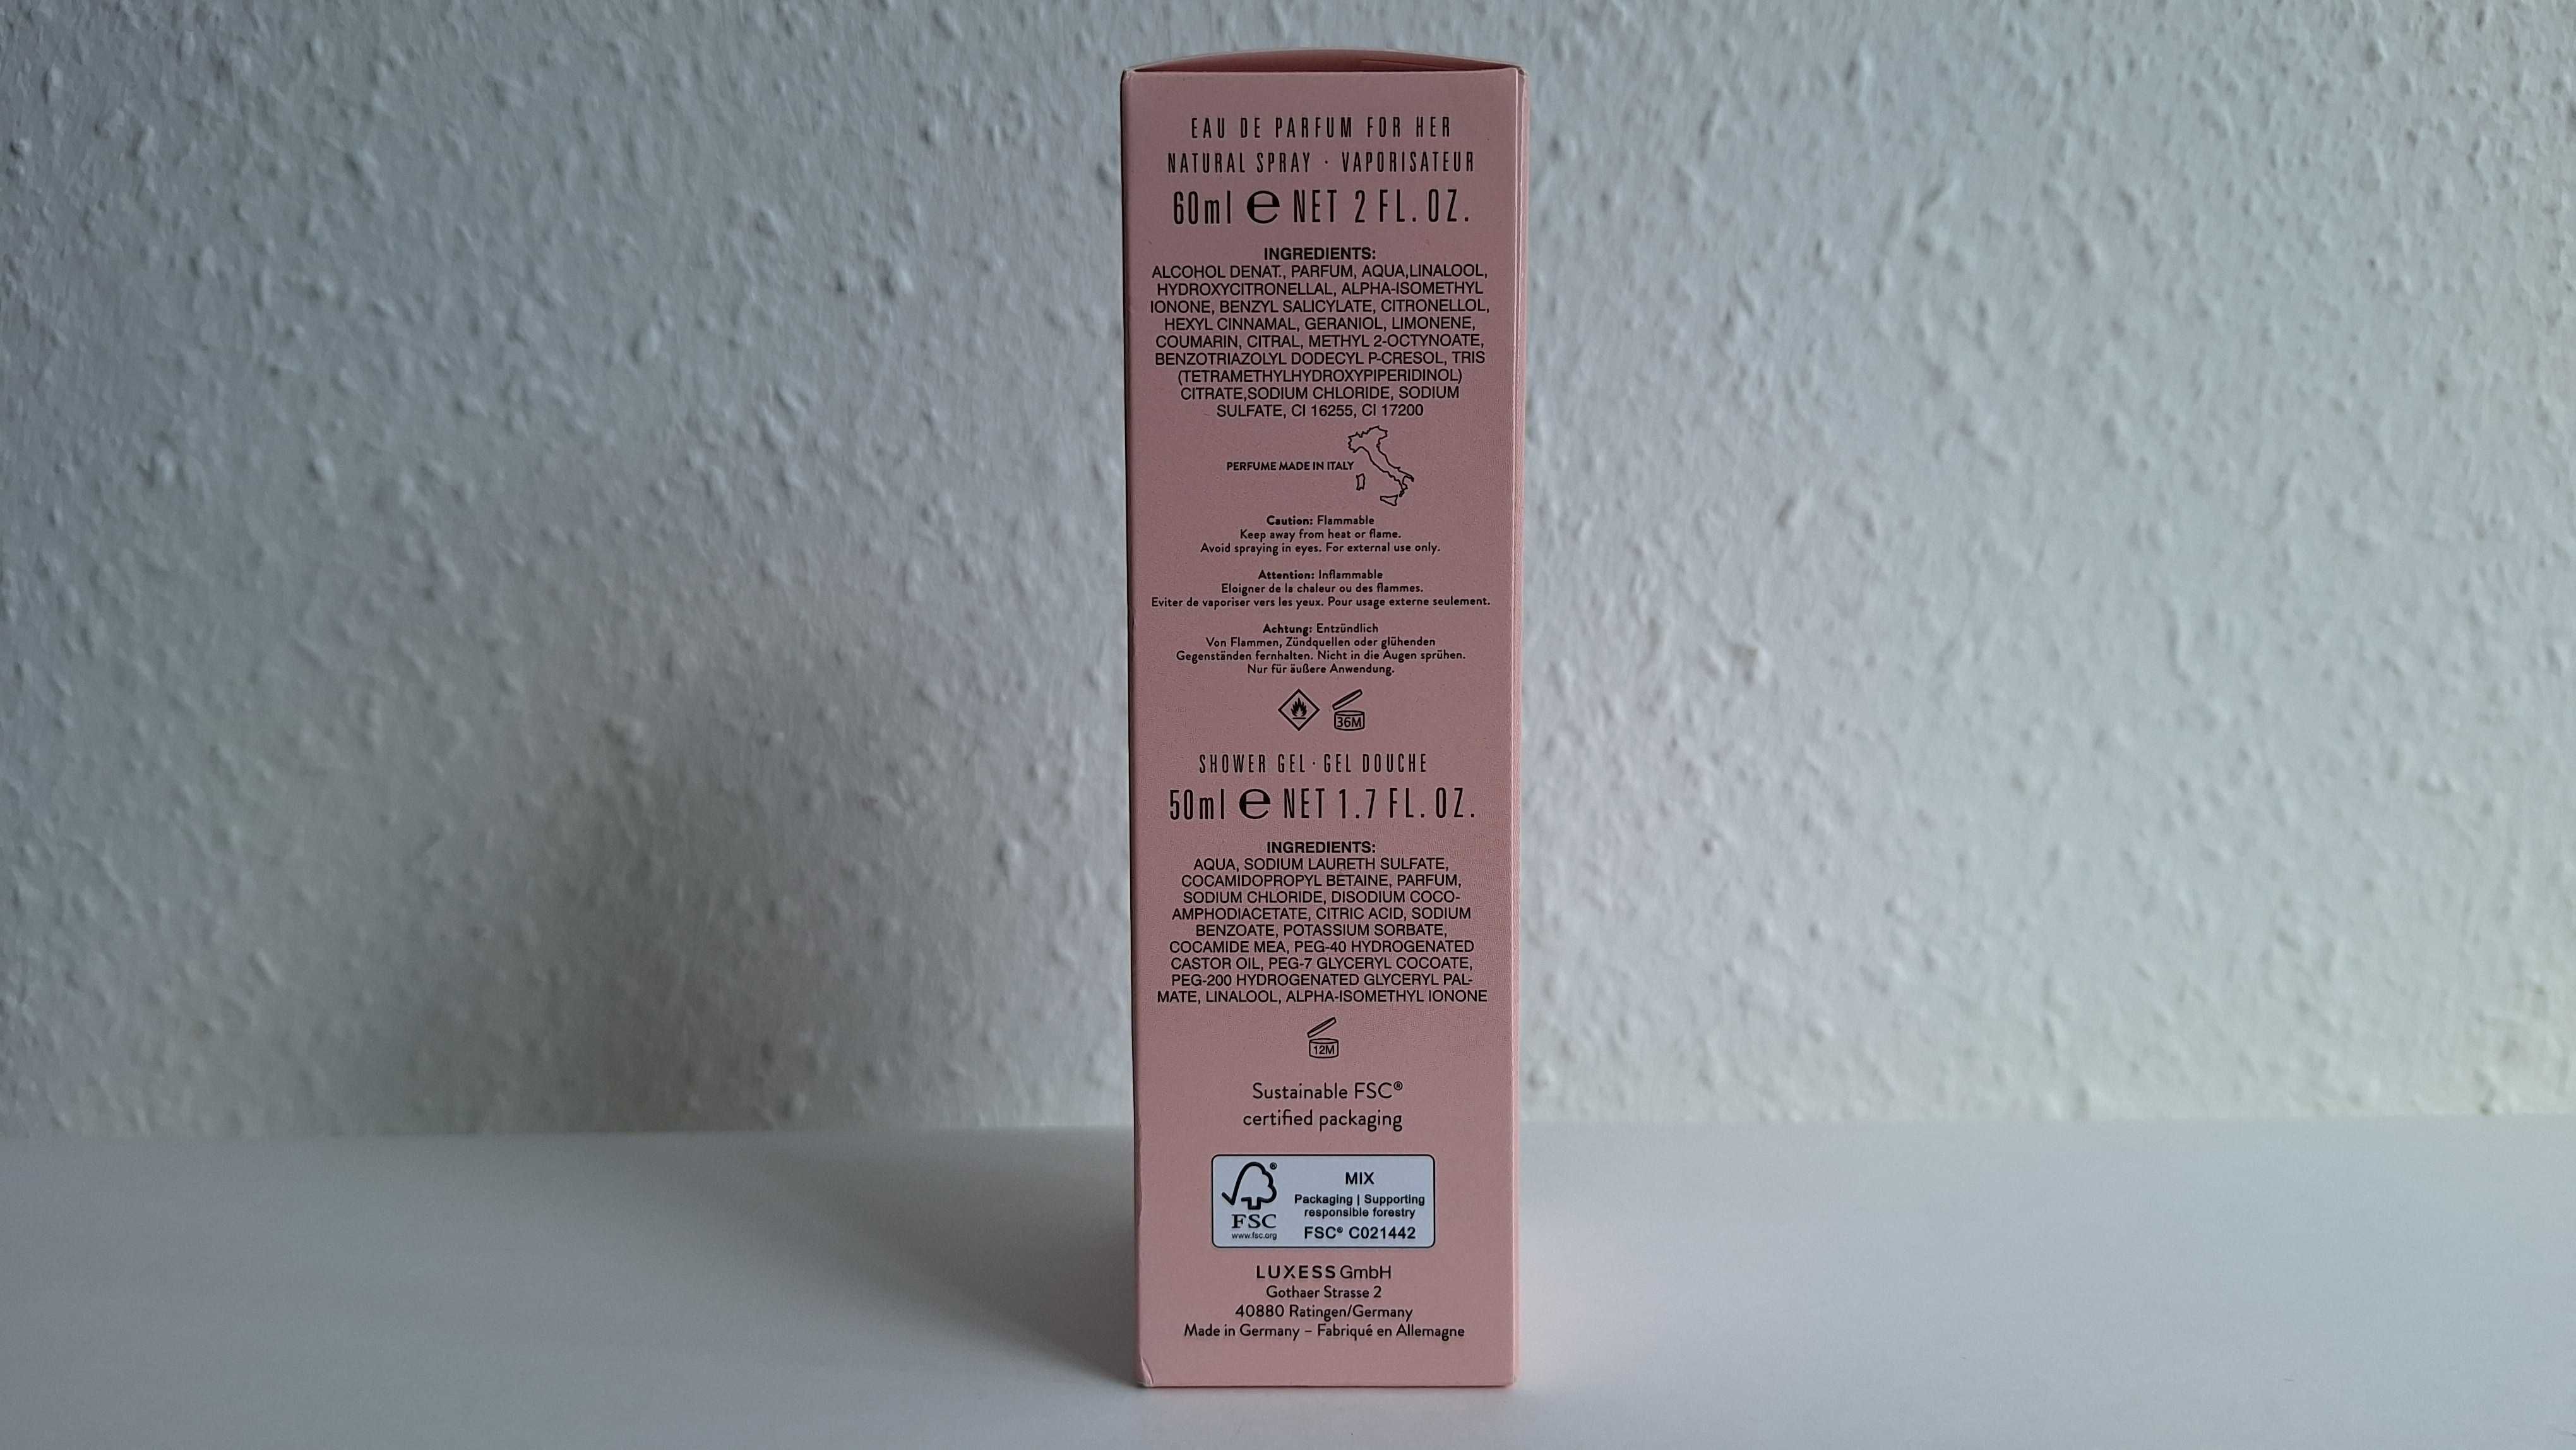 EAU DE PARFUM FOR HER
NATURAL SPRAY · VAPORISATEUR
60ml ℮ NET 2 FL. OZ.
INGREDIENTS:
ALCOHOL DENAT., PARFUM, AQUA,LINALOOL,
HYDROXYCITRONELLAL, ALPHA-ISOMETHYL
IONONE, BENZYL SALICYLATE, CITRONELLOL,
HEXYL CINNAMAL, GERANIOL, LIMONENE,
COUMARIN, CITRAL, METHYL 2-OCTYNOATE,
BENZOTRIAZOLYL DODECYL P-CRESOL, TRIS
(TETRAMETHYLHYDROXYPIPERIDINOL)
CITRATE,SODIUM CHLORIDE, SODIUM
SULFATE, CI 16255, CI 17200
PERFUME MADE IN ITALY
Caution: Flammable
Keep away from heat or flame.
Avoid spraying in eyes. For external use only.
Attention: Inflammable
Eloigner de la chaleur ou des flammes.
Eviter de vaporiser vers les yeux. Pour usage externe seulement.
Achtung: Entzündlich
Von Flammen, Zündquellen oder glühenden
Gegenständen fernhalten. Nicht in die Augen sprühen.
Nur für äußere Anwendung.
36M
SHOWER GEL · GEL DOUCHE
50ml ℮ NET 1.7 FL. OZ.
INGREDIENTS:
AQUA, SODIUM LAURETH SULFATE,
COCAMIDOPROPYL BETAINE, PARFUM,
SODIUM CHLORIDE, DISODIUM COCO-
AMPHODIACETATE, CITRIC ACID, SODIUM
BENZOATE, POTASSIUM SORBATE,
COCAMIDE MEA, PEG-40 HYDROGENATED
CASTOR OIL, PEG-7 GLYCERYL COCOATE,
PEG-200 HYDROGENATED GLYCERYL PAL-
MATE, LINALOOL, ALPHA-ISOMETHYL IONONE
12M
Sustainable FSC®
certified packaging
®
FSC
www.fsc.org
MIX
Packaging | Supporting
responsible forestry
FSC® C021442
LUXESS GmbH
Gothaer Strasse 2
40880 Ratingen/Germany
Made in Germany – Fabriqué en Allemagne